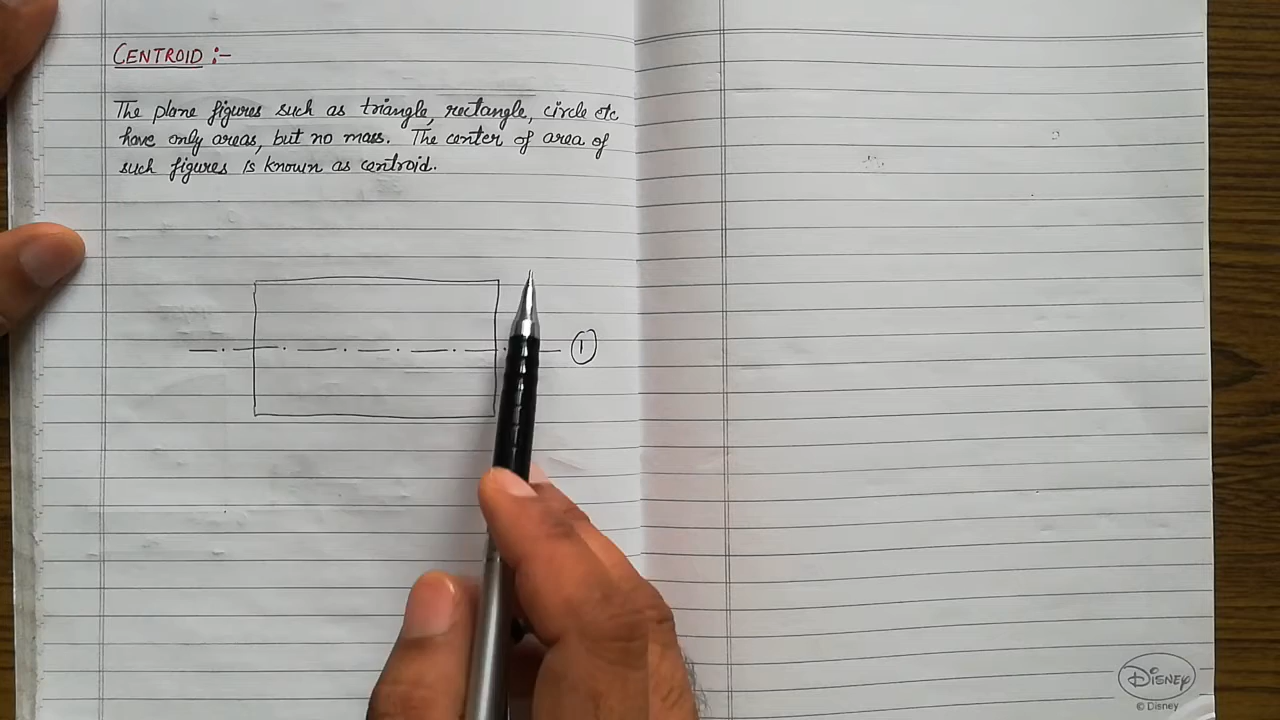 CENTROID :-
The plane figures such as triangle, rectangle, circle etc
have only areas, but no mass. The center of area of
such figures is known as centroid.
1
DISNEY
© Disney